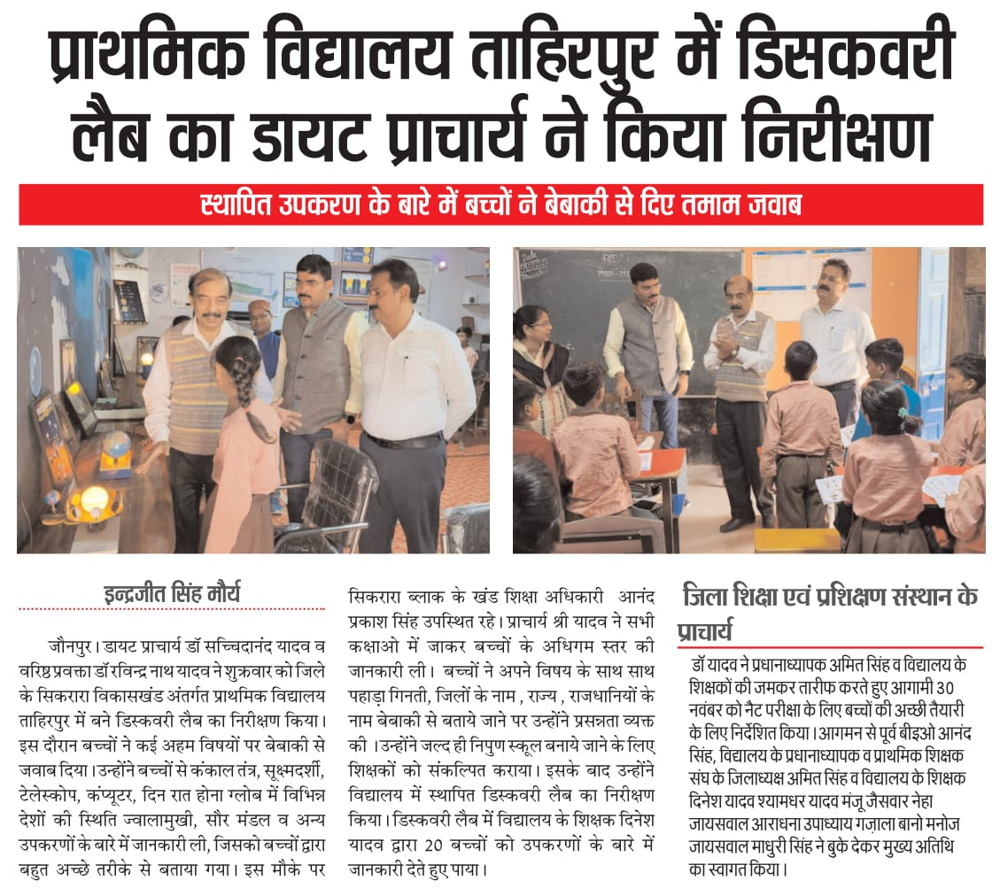 प्राथमिक विद्यालय ताहिरपुर में डिसकवरी
लैब का डायट प्राचार्य ने किया निरीक्षण
स्थापित उपकरण के बारे में बच्चों ने बेबाकी से दिए तमाम जवाब
Date
इन्द्रजीत सिंह मौर्य
जौनपुर। डायट प्राचार्य डॉ सच्चिदानंद यादव व
वरिष्ठ प्रवक्ता डॉ रविन्द्र नाथ यादव ने शुक्रवार को जिले
के सिकरारा विकासखंड अंतर्गत प्राथमिक विद्यालय
ताहिरपुर में बने डिस्कवरी लैब का निरीक्षण किया।
इस दौरान बच्चों ने कई अहम विषयों पर बेबाकी से
जवाब दिया। उन्होंने बच्चों से कंकाल तंत्र, सूक्ष्मदर्शी,
टेलेस्कोप, कंप्यूटर, दिन रात होना ग्लोब में विभिन्न
देशों की स्थिति ज्वालामुखी, सौर मंडल व अन्य
उपकरणों के बारे में जानकारी ली, जिसको बच्चों द्वारा
बहुत अच्छे तरीके से बताया गया। इस मौके पर
सिकरारा ब्लाक के खंड शिक्षा अधिकारी आनंद
प्रकाश सिंह उपस्थित रहे। प्राचार्य श्री यादव ने सभी
कक्षाओ में जाकर बच्चों के अधिगम स्तर की
जानकारी ली। बच्चों ने अपने विषय के साथ साथ
पहाड़ा गिनती, जिलों के नाम , राज्य , राजधानियों के
नाम बेबाकी से बताये जाने पर उन्होंने प्रसन्नता व्यक्त
की । उन्होंने जल्द ही निपुण स्कूल बनाये जाने के लिए
शिक्षकों को संकल्पित कराया। इसके बाद उन्होंने
विद्यालय में स्थापित डिस्कवरी लैब का निरीक्षण
किया। डिस्कवरी लैब में विद्यालय के शिक्षक दिनेश
यादव द्वारा 20 बच्चों को उपकरणों के बारे में
जानकारी देते हुए पाया।
जिला शिक्षा एवं प्रशिक्षण संस्थान के
प्राचार्य
डॉ यादव ने प्रधानाध्यापक अमित सिंह व विद्यालय के
शिक्षकों की जमकर तारीफ करते हुए आगामी 30
नवंबर को नैट परीक्षा के लिए बच्चों की अच्छी तैयारी
के लिए निर्देशित किया। आगमन से पूर्व बीइओ आनंद
सिंह, विद्यालय के प्रधानाध्यापक व प्राथमिक शिक्षक
संघ के जिलाध्यक्ष अमित सिंह व विद्यालय के शिक्षक
दिनेश यादव श्यामधर यादव मंजू जैसवार नेहा
जायसवाल आराधना उपाध्याय गज़ाला बानो मनोज
जायसवाल माधुरी सिंह ने बुके देकर मुख्य अतिथि
का स्वागत किया।